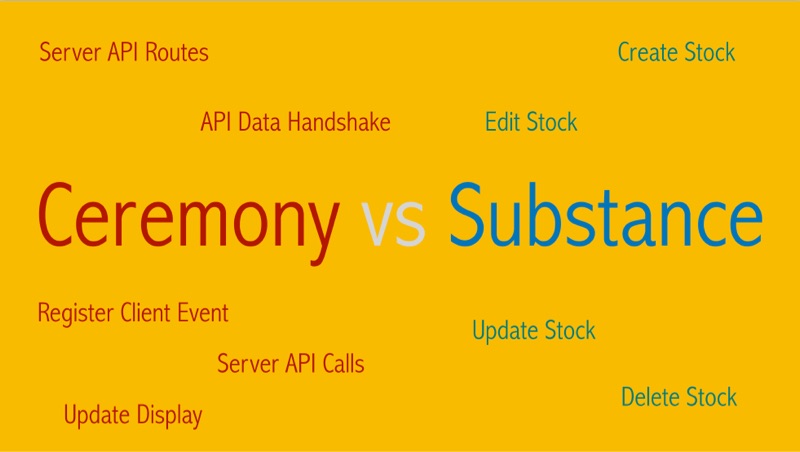 Server API Routes
Create Stock
API Data Handshake
Edit Stock
Ceremony vs Substance
Register Client Event
Update Stock
Server API Calls
Delete Stock
Update Display